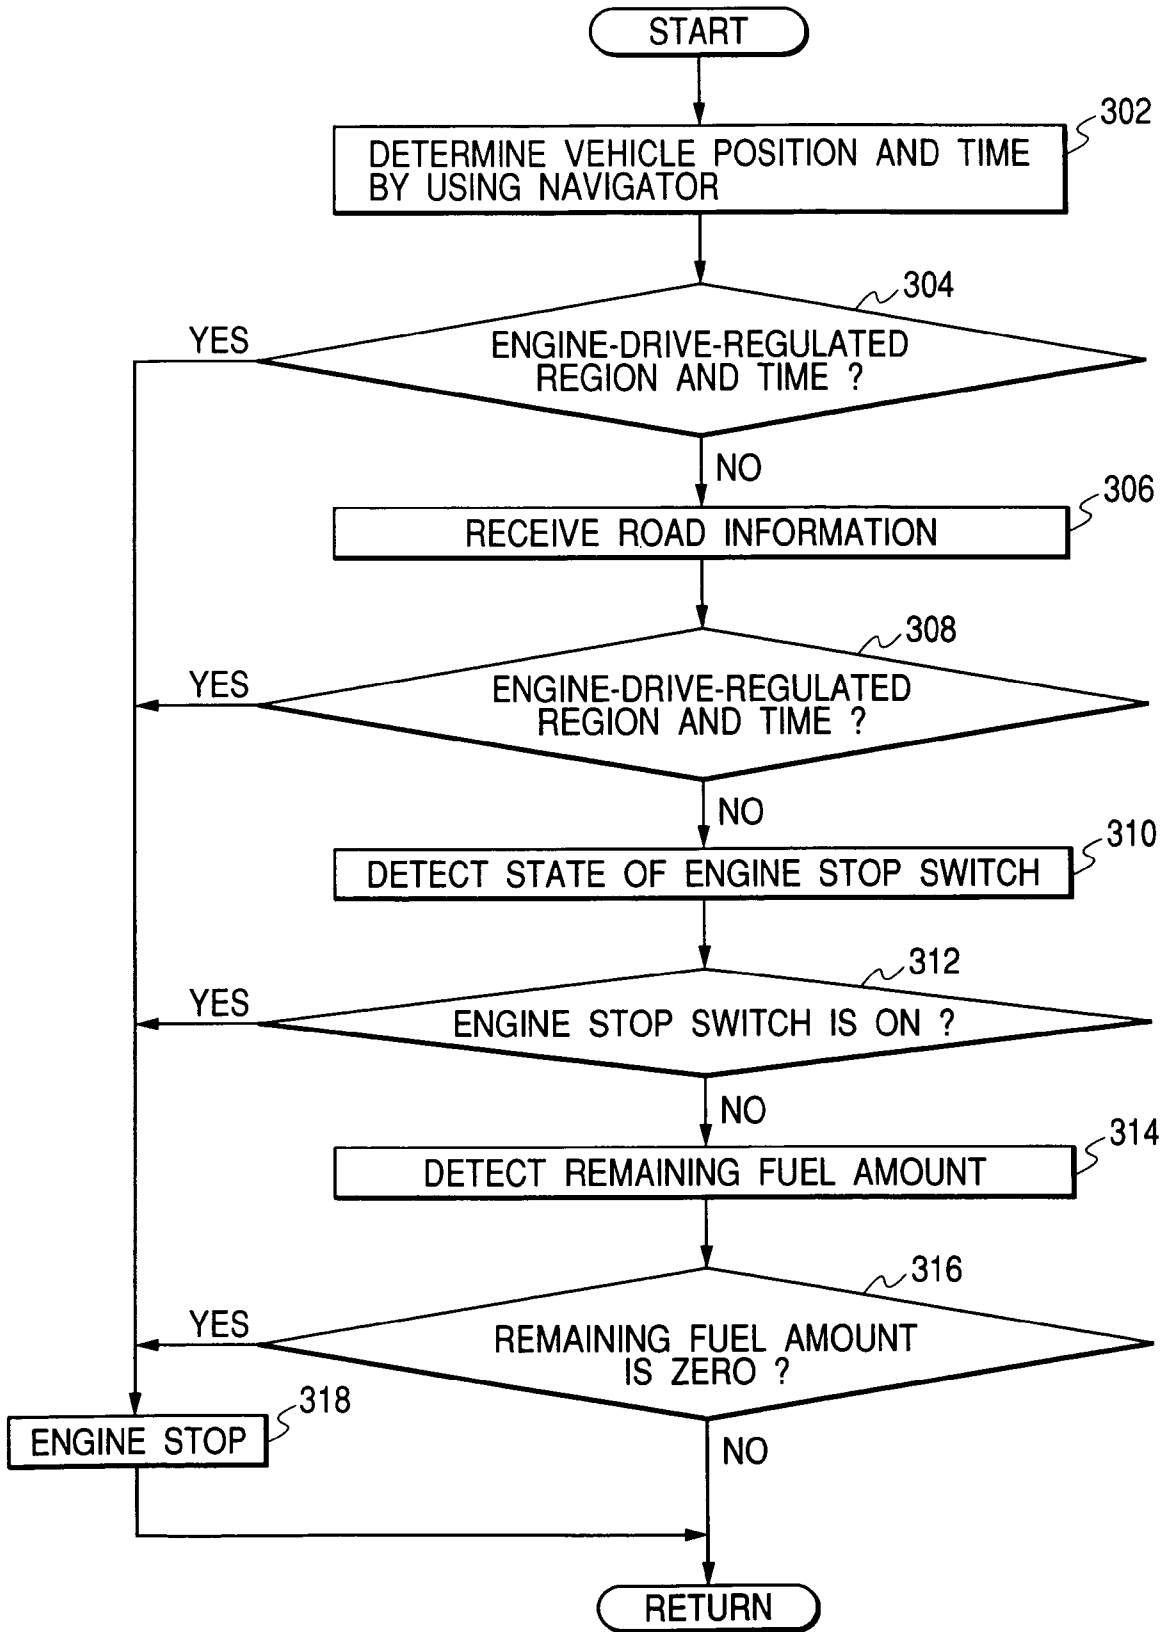 START
302
DETERMINE VEHICLE POSITION AND TIME
BY USING NAVIGATOR
304
YES
ENGINE-DRIVE-REGULATED
REGION AND TIME ?
NO
306
RECEIVE ROAD INFORMATION
308
YES
ENGINE-DRIVE-REGULATED
REGION AND TIME ?
NO
310
DETECT STATE OF ENGINE STOP SWITCH
312
YES
ENGINE STOP SWITCH IS ON ?
NO
314
DETECT REMAINING FUEL AMOUNT
316
YES
REMAINING FUEL AMOUNT
IS ZERO ?
318
ENGINE STOP
NO
RETURN